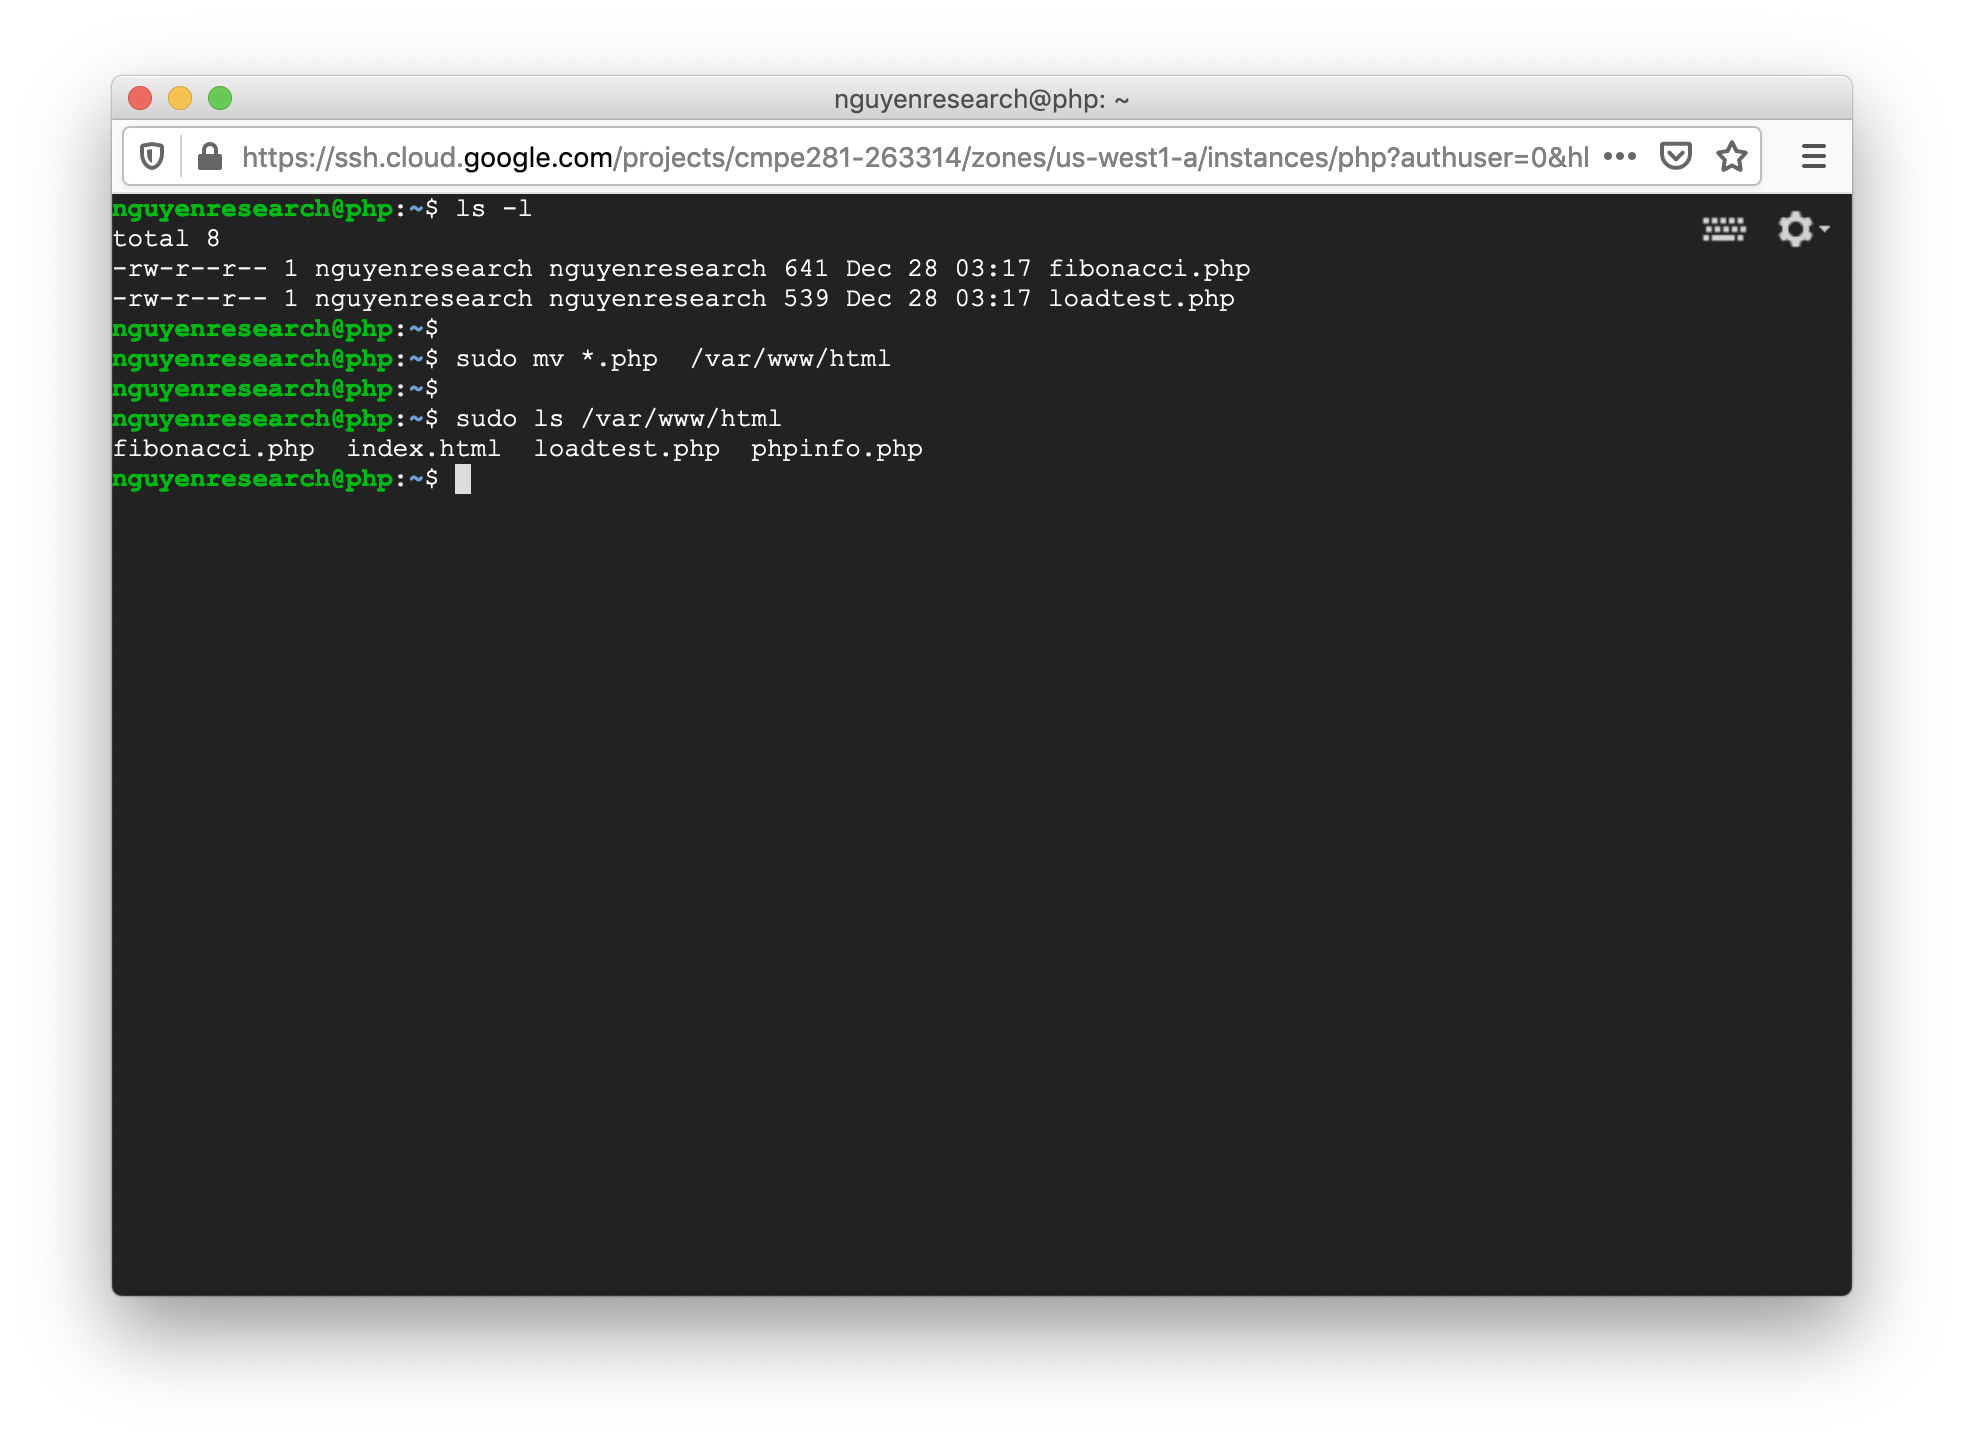 nguyenresearch@php: ~
https://ssh.cloud.google.com/projects/cmpe281-263314/zones/us-west1-a/instances/php?authuser=0&hl
nguyenresearch@php:~$ ls -l
total 8
-rw-r--r-- 1 nguyenresearch nguyenresearch 641 Dec 28 03:17 fibonacci.php
-rw-r--r-- 1 nguyenresearch nguyenresearch 539 Dec 28 03:17 loadtest.php
nguyenresearch@php:~$
nguyenresearch@php:~$ sudo mv *.php  /var/www/html
nguyenresearch@php:~$
nguyenresearch@php:~$ sudo ls /var/www/html
fibonacci.php  index.html  loadtest.php  phpinfo.php
nguyenresearch@php:~$